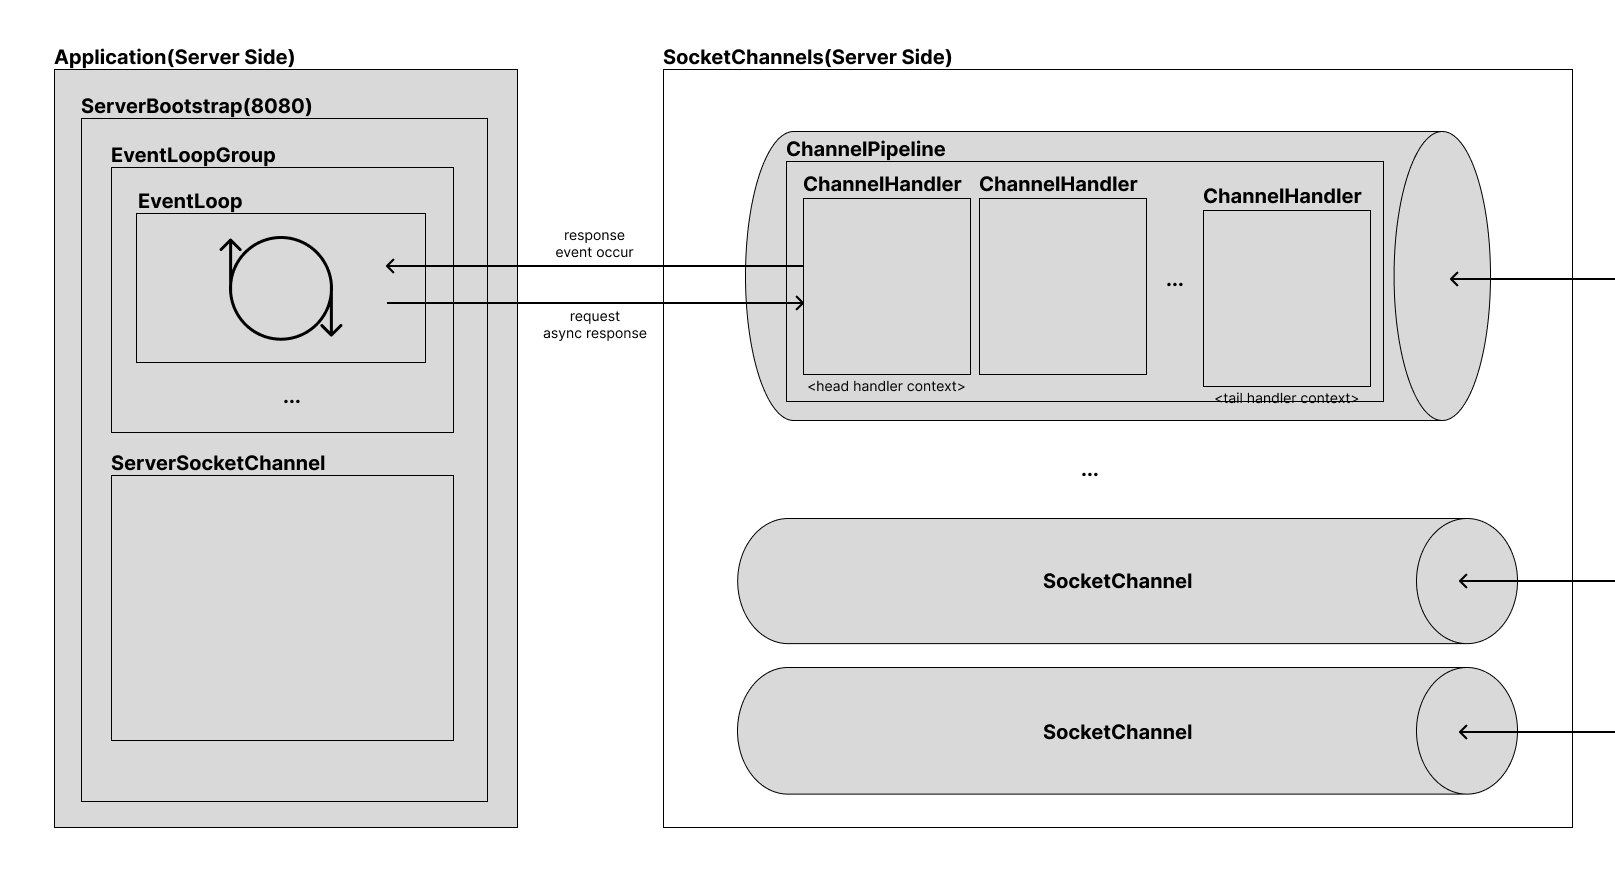 Application(Server Side)
ServerBootstrap(8080)
EventLoopGroup
EventLoop
...
ServerSocketChannel
response
event occur
request
async response
SocketChannels(Server Side)
ChannelPipeline
ChannelHandler
ChannelHandler
...
ChannelHandler
<head handler context>
<tail handler context>
...
SocketChannel
SocketChannel